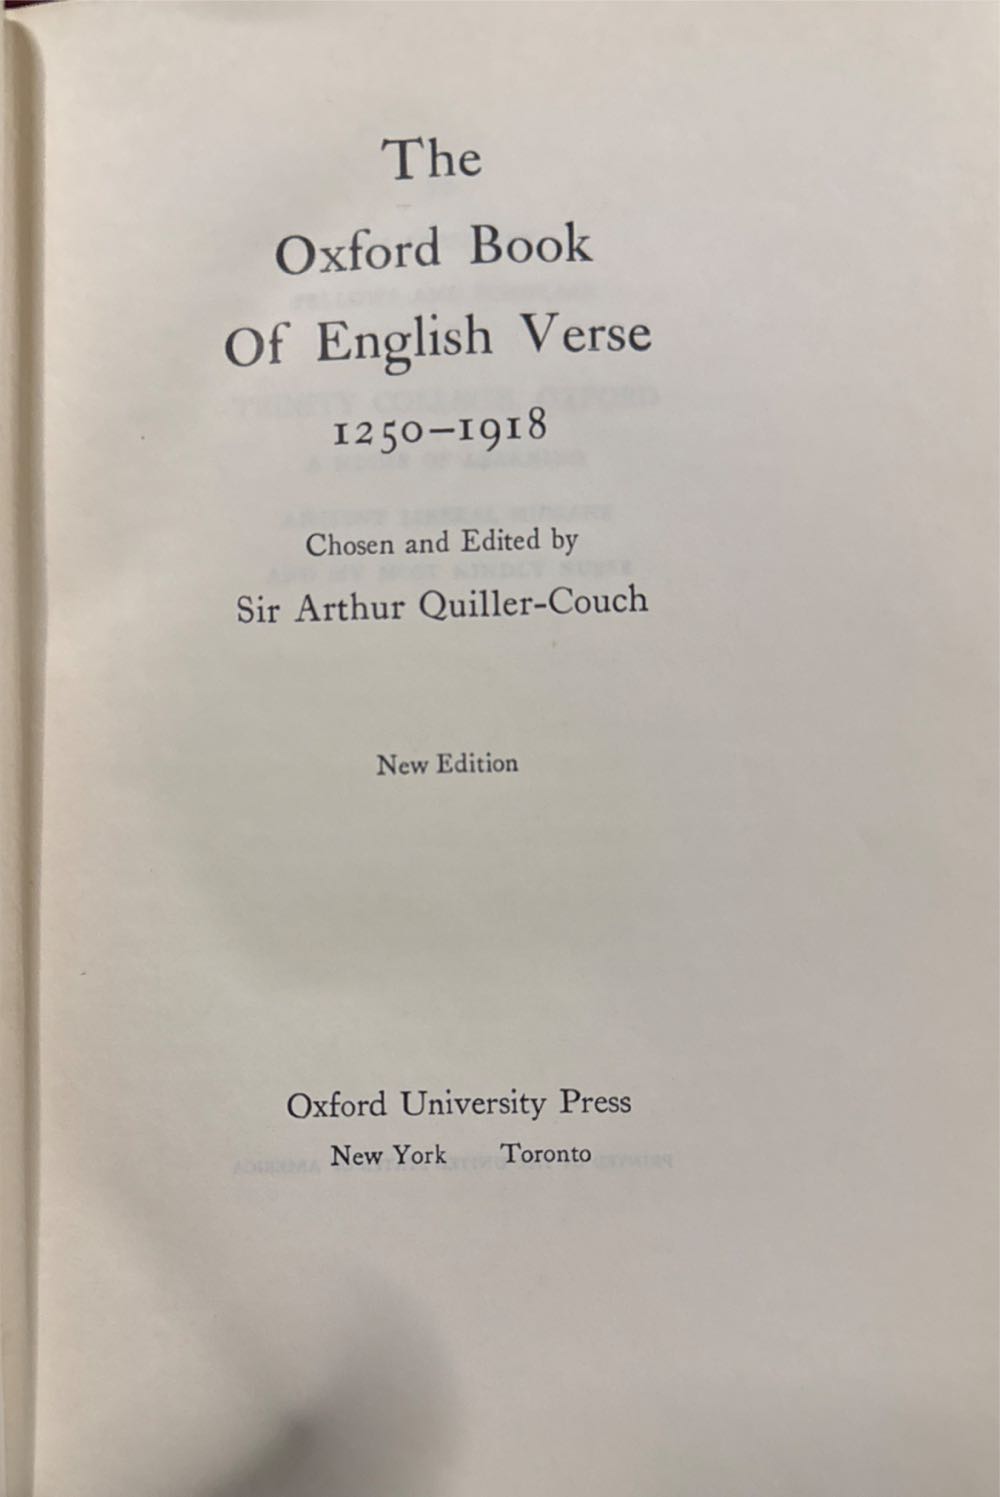 The
Oxford Book
Of English Verse
1250–1918
Chosen and Edited by
Sir Arthur Quiller-Couch
New Edition
Oxford University Press
New York Toronto